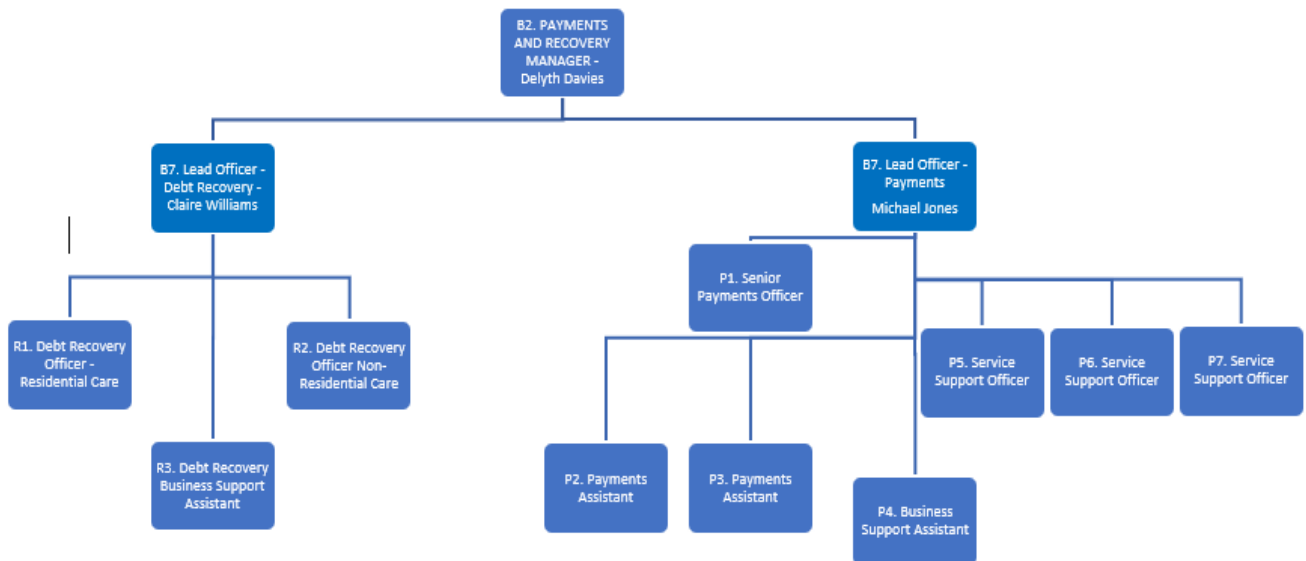 B2. PAYMENTS
AND RECOVERY
MANAGER -
Delyth Davies
B7. Lead Officer -
Debt Recovery -
Claire Williams
B7. Lead Officer -
Payments
Michael Jones
P1. Senior
Payments Officer
R1. Debt Recovery
Officer -
Residential Care
R2. Debt Recovery
Officer Non-
Residential Care
P5. Service
Support Officer
P6. Service
Support Officer
P7. Service
Support Officer
R3. Debt Recovery
Business Support
Assistant
P2. Payments
Assistant
P3. Payments
Assistant
P4. Business
Support Assistant